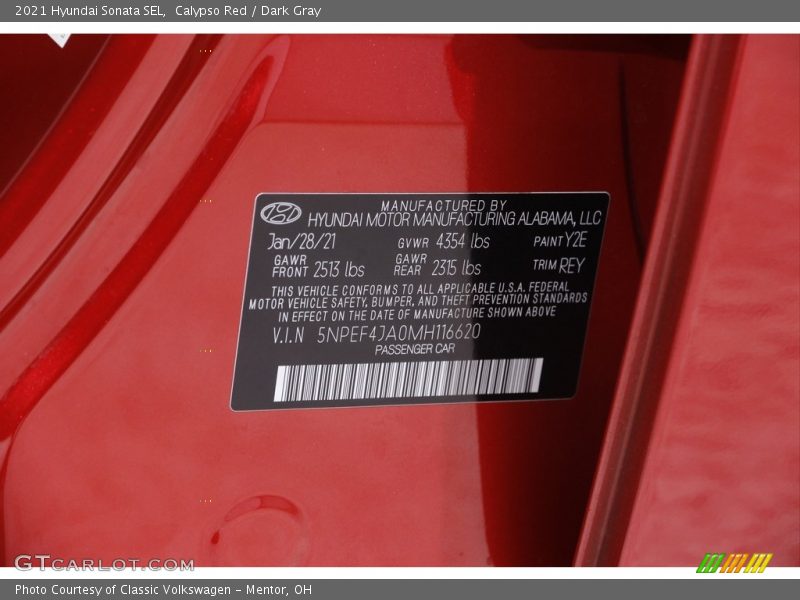 2021 Hyundai Sonata SEL,  Calypso Red / Dark Gray
MANUFACTURED BY
HYUNDAI MOTOR MANUFACTURING ALABAMA, LLC
Jan/28/21 GVWR 4354 lbs PAINT Y2E
GAWR FRONT 2513 lbs GAWR REAR 2315 lbs TRIM REY
THIS VEHICLE CONFORMS TO ALL APPLICABLE U.S.A. FEDERAL
MOTOR VEHICLE SAFETY, BUMPER, AND THEFT PREVENTION STANDARDS
IN EFFECT ON THE DATE OF MANUFACTURE SHOWN ABOVE
V.I.N 5NPEF4JA0MH116620
PASSENGER CAR
GTCARLOT.COM
Photo Courtesy of Classic Volkswagen - Mentor, OH